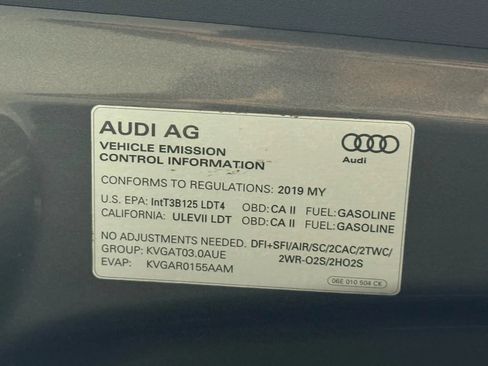 AUDI AG
VEHICLE EMISSION
CONTROL INFORMATION
Audi
CONFORMS TO REGULATIONS: 2019 MY
U.S. EPA: IntT3B125 LDT4 OBD: CA II FUEL: GASOLINE
CALIFORNIA: ULEVII LDT OBD: CA II FUEL: GASOLINE
NO ADJUSTMENTS NEEDED. DFI+SFI/AIR/SC/2CAC/2TWC/
GROUP: KVGAT03.0AUE 2WR-O2S/2HO2S
EVAP: KVGAR0155AAM
06E 010 504 CK